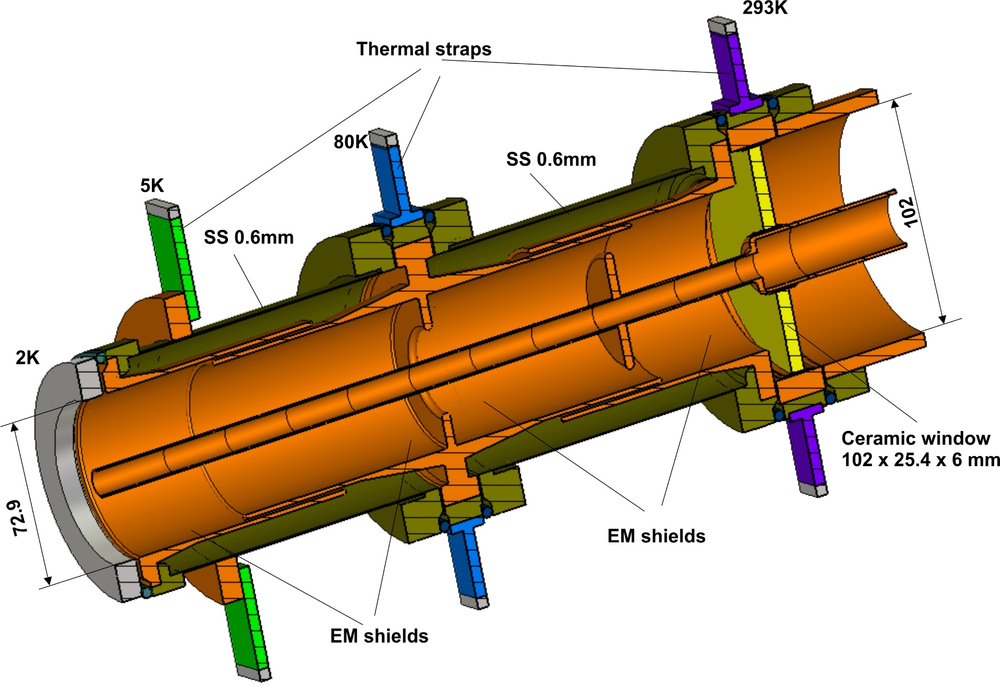 293K
Thermal straps
80K
SS 0.6mm
5K
102
SS 0.6mm
2K
Ceramic window
102 x 25.4 x 6 mm
72.9
EM shields
EM shields